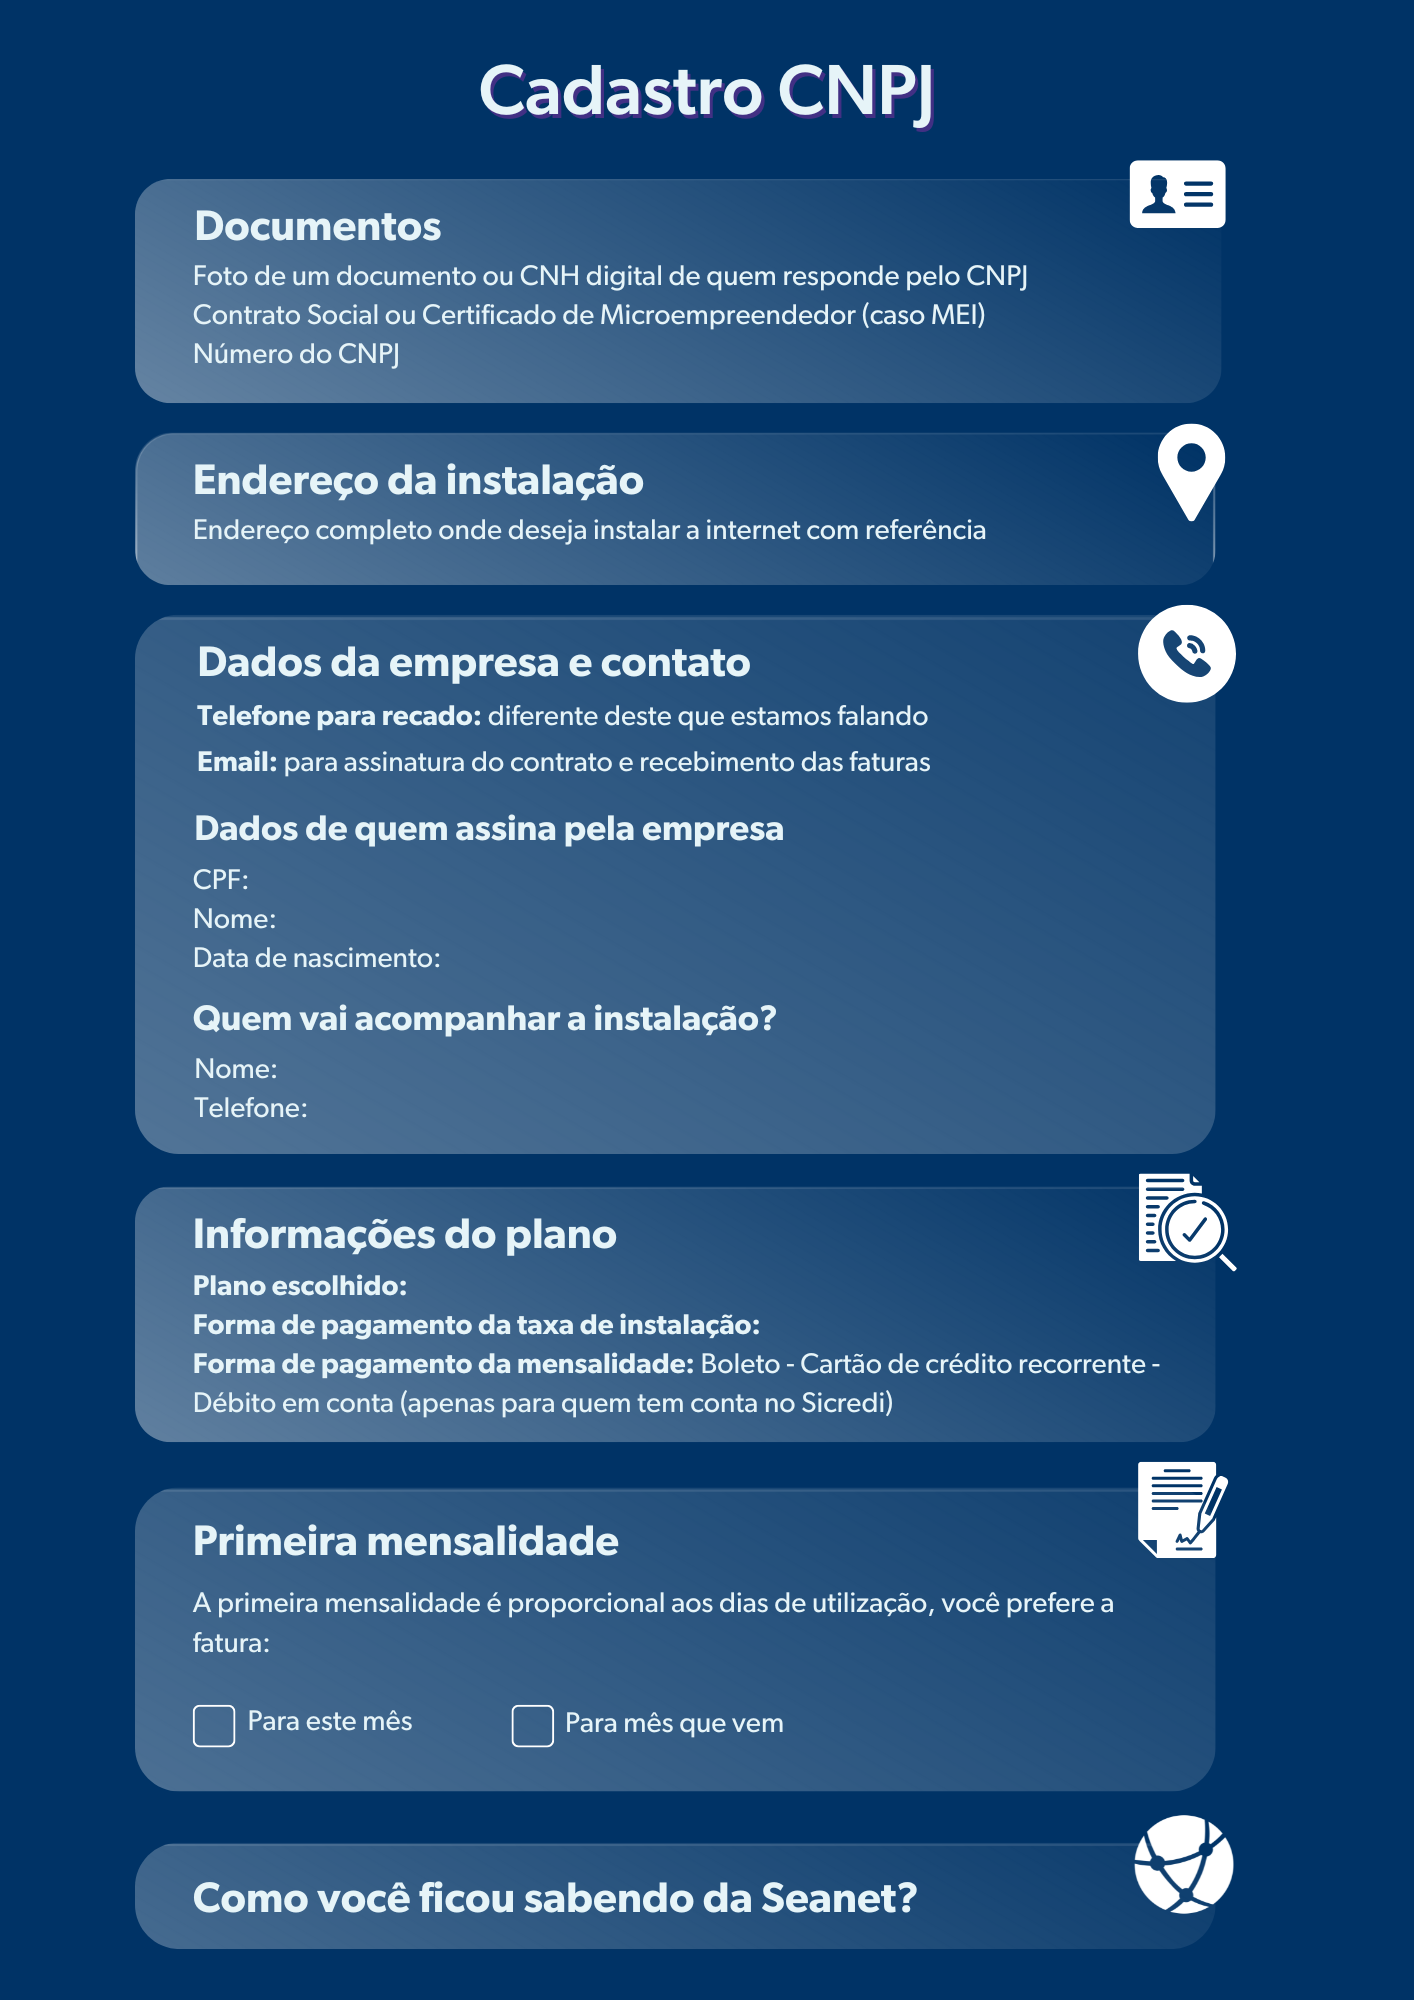 Cadastro CNPJ
Documentos
Foto de um documento ou CNH digital de quem responde pelo CNPJ
Contrato Social ou Certificado de Microempreendedor (caso MEI)
Número do CNPJ
Endereço da instalação
Endereço completo onde deseja instalar a internet com referência
Dados da empresa e contato
Telefone para recado: diferente deste que estamos falando
Email: para assinatura do contrato e recebimento das faturas
Dados de quem assina pela empresa
CPF:
Nome:
Data de nascimento:
Quem vai acompanhar a instalação?
Nome:
Telefone:
Informações do plano
Plano escolhido:
Forma de pagamento da taxa de instalação:
Forma de pagamento da mensalidade: Boleto - Cartão de crédito recorrente -
Débito em conta (apenas para quem tem conta no Sicredi)
Primeira mensalidade
A primeira mensalidade é proporcional aos dias de utilização, você prefere a
fatura:
Para este mês
Para mês que vem
Como você ficou sabendo da Seanet?